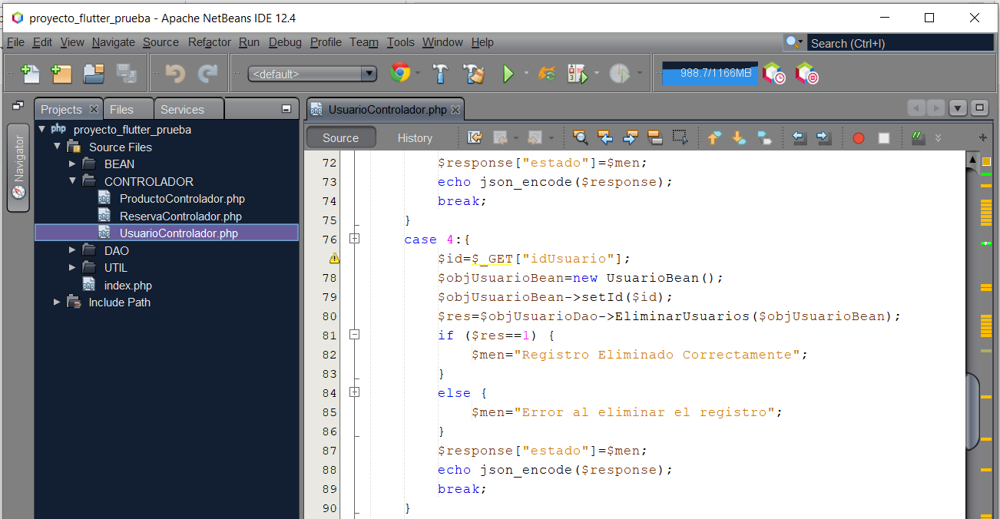 proyecto_flutter_prueba - Apache NetBeans IDE 12.4
File Edit View Navigate Source Refactor Run Debug Profile Team Tools Window Help
Search (Ctrl+I)
<default>
988.7/1166MB
Projects Files Services
UsuarioControlador.php
Navigator
proyecto_flutter_prueba
Source Files
BEAN
CONTROLADOR
ProductoControlador.php
ReservaControlador.php
UsuarioControlador.php
DAO
UTIL
index.php
Include Path
Source History
72 $response["estado"]=$men;
73 echo json_encode($response);
74 break;
75 }
76 case 4:{
$id=$_GET["idUsuario"];
78 $objUsuarioBean=new UsuarioBean();
79 $objUsuarioBean->setId($id);
80 $res=$objUsuarioDao->EliminarUsuarios($objUsuarioBean);
81 if ($res==1) {
82 $men="Registro Eliminado Correctamente";
83 }
84 else {
85 $men="Error al eliminar el registro";
86 }
87 $response["estado"]=$men;
88 echo json_encode($response);
89 break;
90 }